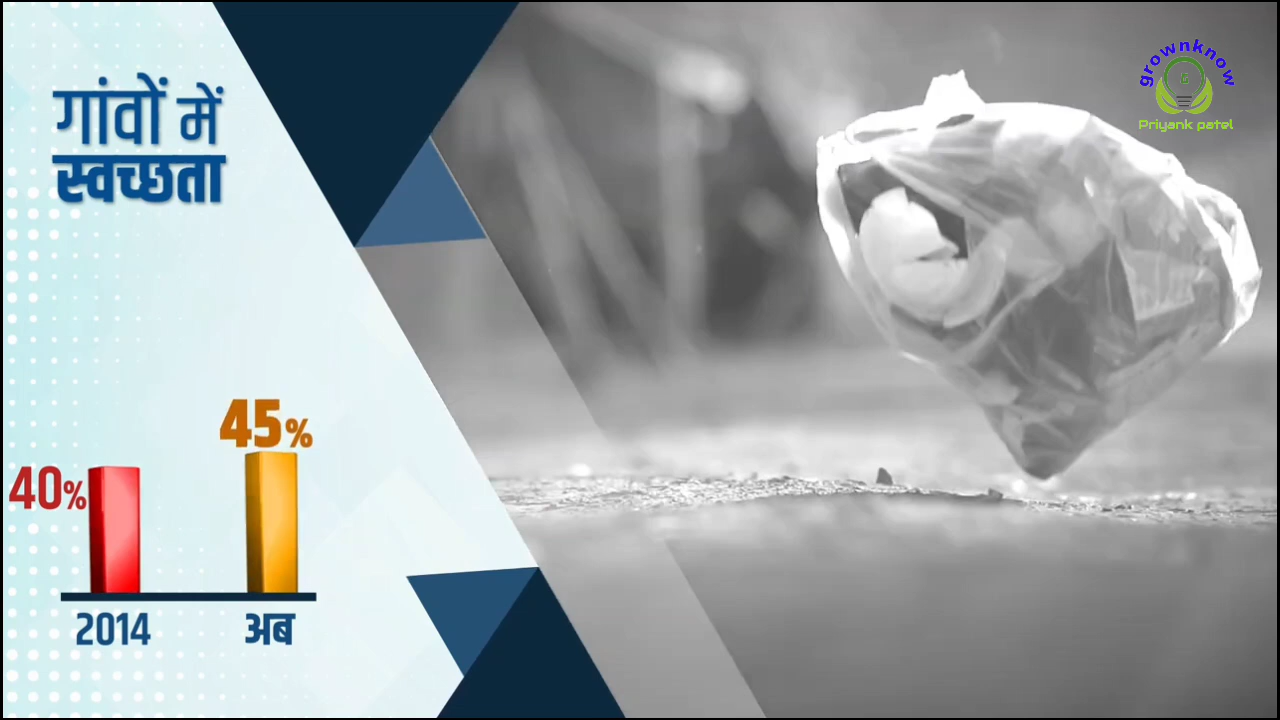 गांवों में
स्वच्छता
45%
40%
2014
अब
grownknow
G
Priyank patel